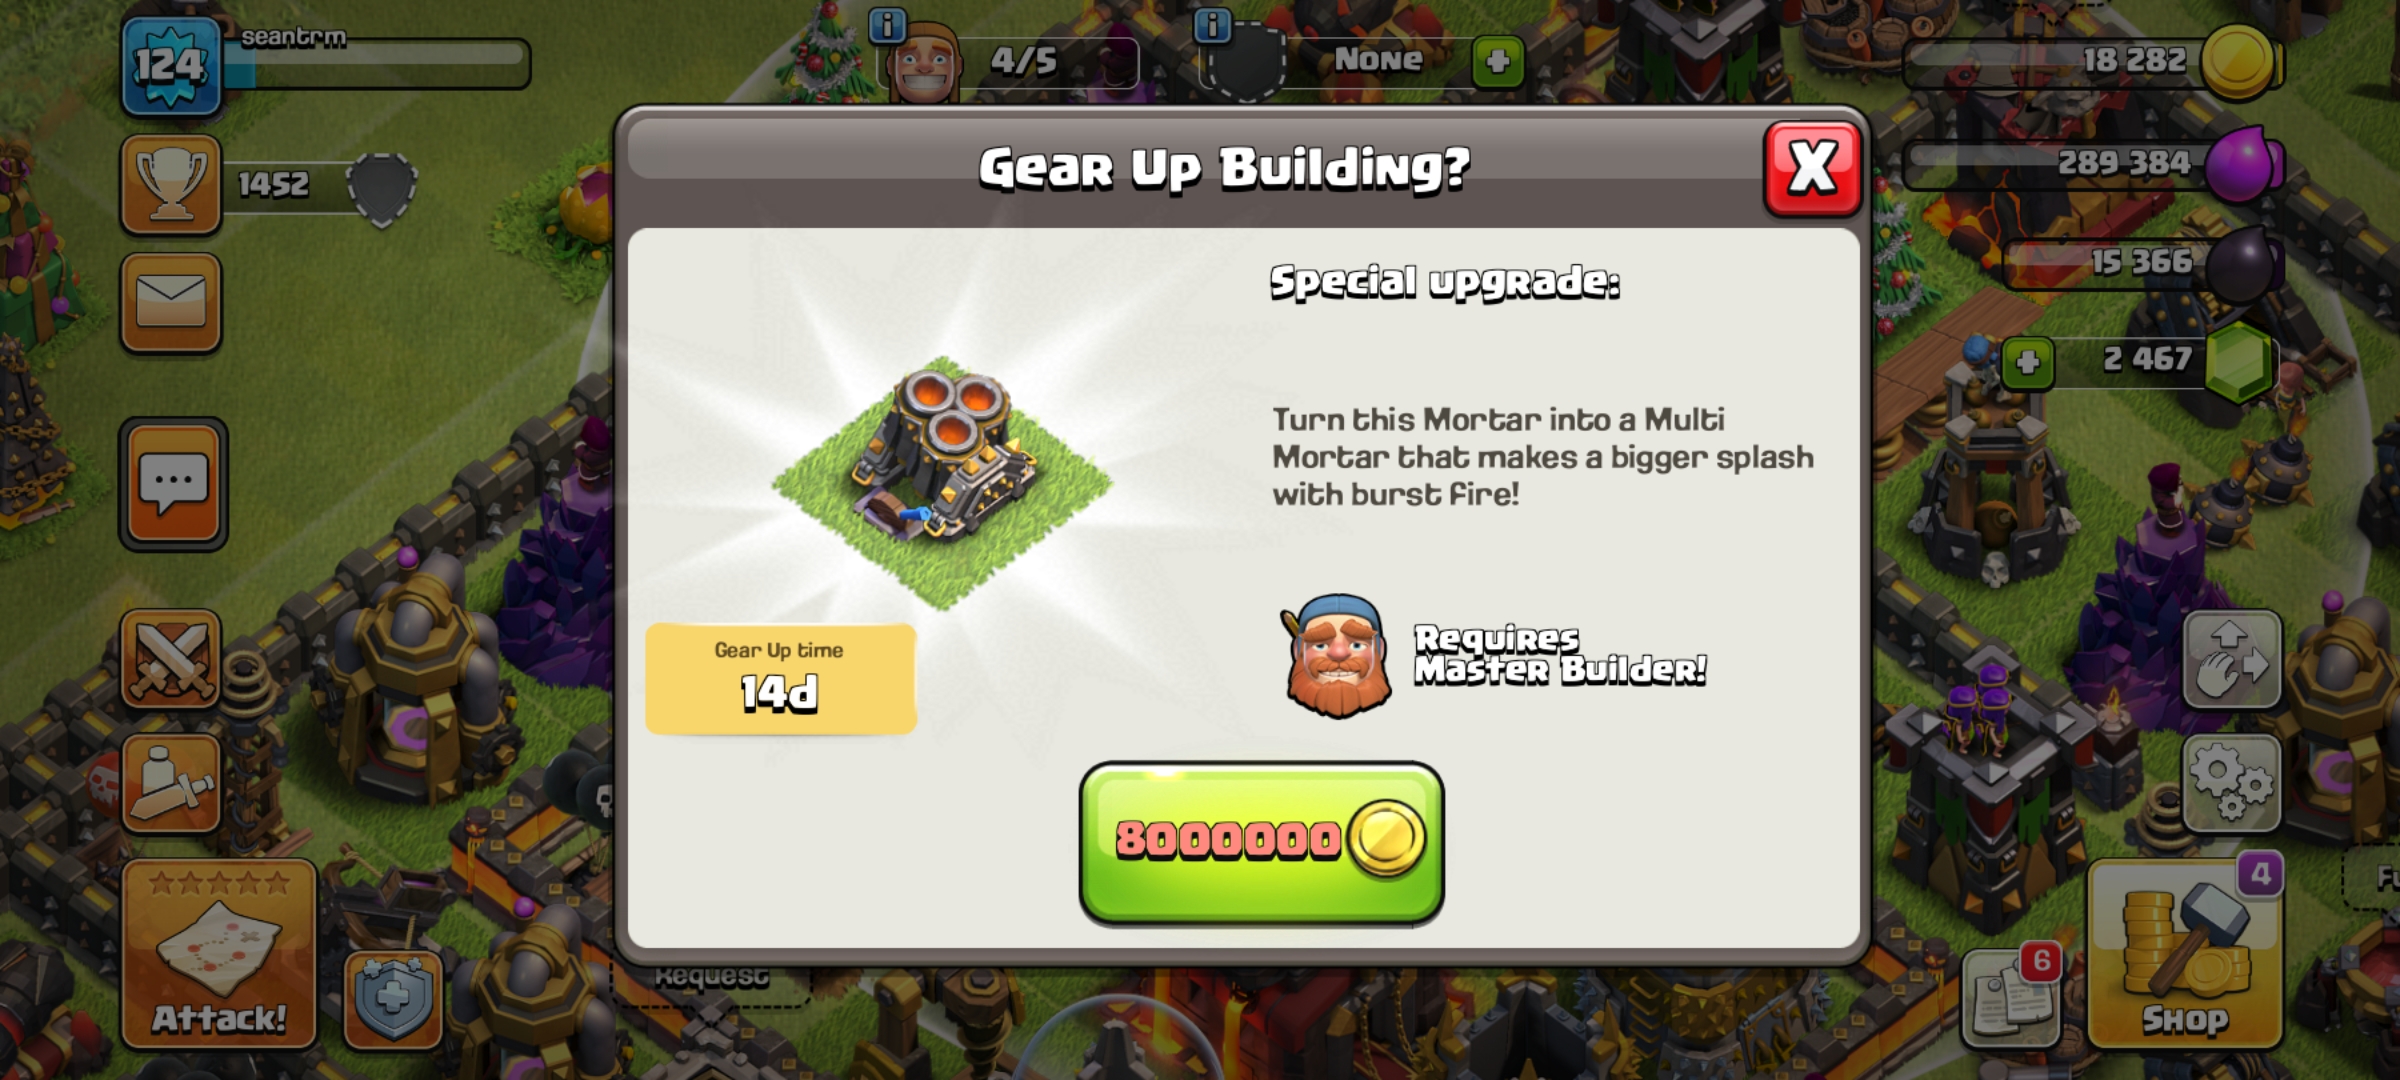 124
seantrm
4/5
None
18 282
1452
289 384
15 366
2 467
Gear Up Building?
X
Special upgrade:
Turn this Mortar into a Multi
Mortar that makes a bigger splash
with burst fire!
Gear Up time
14d
Requires
Master Builder!
8000000
Attack!
Request
6
4
Shop